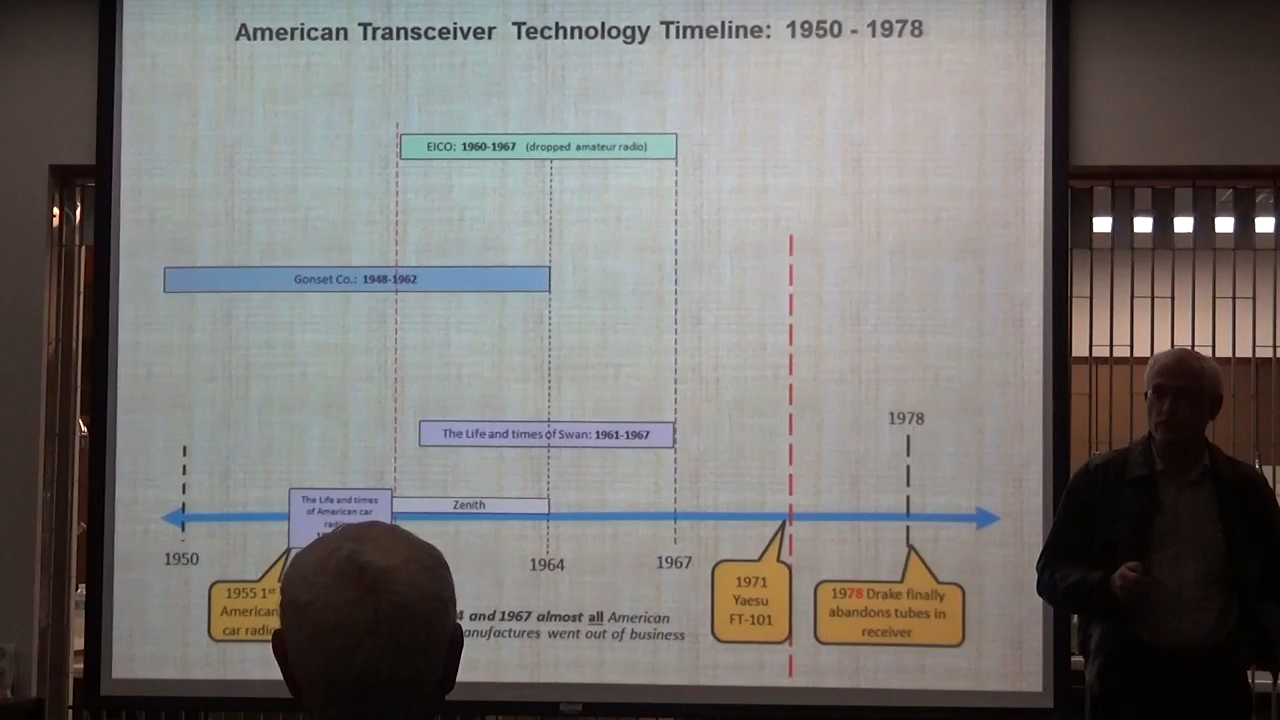 American Transceiver Technology Timeline: 1950 - 1978
EICO: 1960-1967 (dropped amateur radio)
Gonset Co.: 1948-1962
1978
The Life and times of Swan: 1961-1967
The Life and times
of American car
Zenith
1950
1964
1967
1955 1st
American
car radio
and 1967 almost all American
went out of business
1971
Yaesu
FT-101
1978 Drake finally
abandons tubes in
receiver